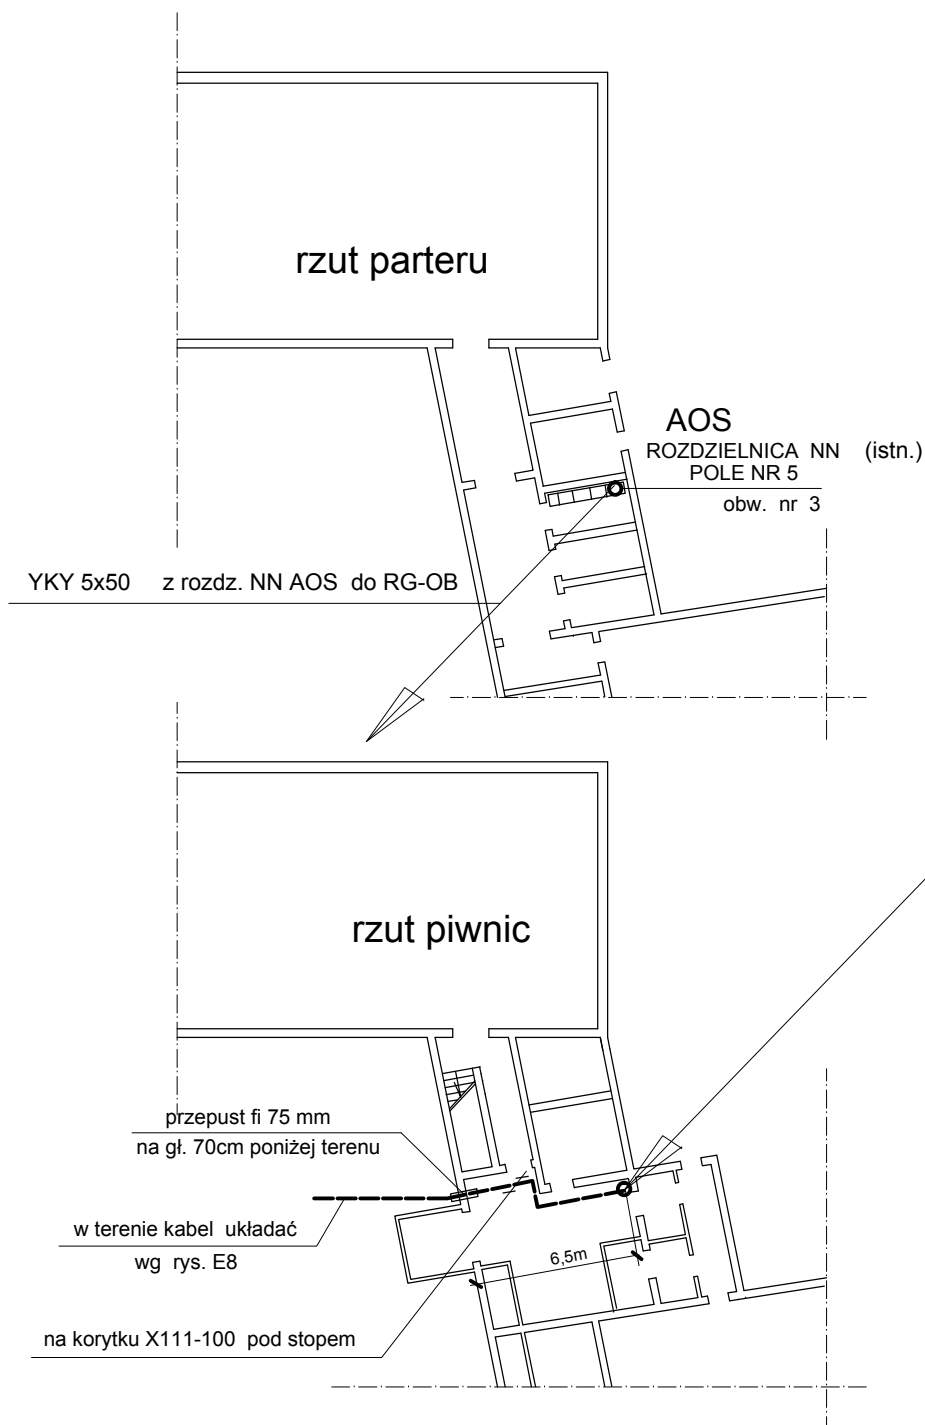 rzut parteru
AOS
ROZDZIELNICA NN (istn.)
POLE NR 5
obw. nr 3
YKY 5x50 z rozdz. NN AOS do RG-OB
rzut piwnic
przepust fi 75 mm
na gł. 70cm poniżej terenu
w terenie kabel układać
wg rys. E8
6,5m
na korytku X111-100 pod stopem